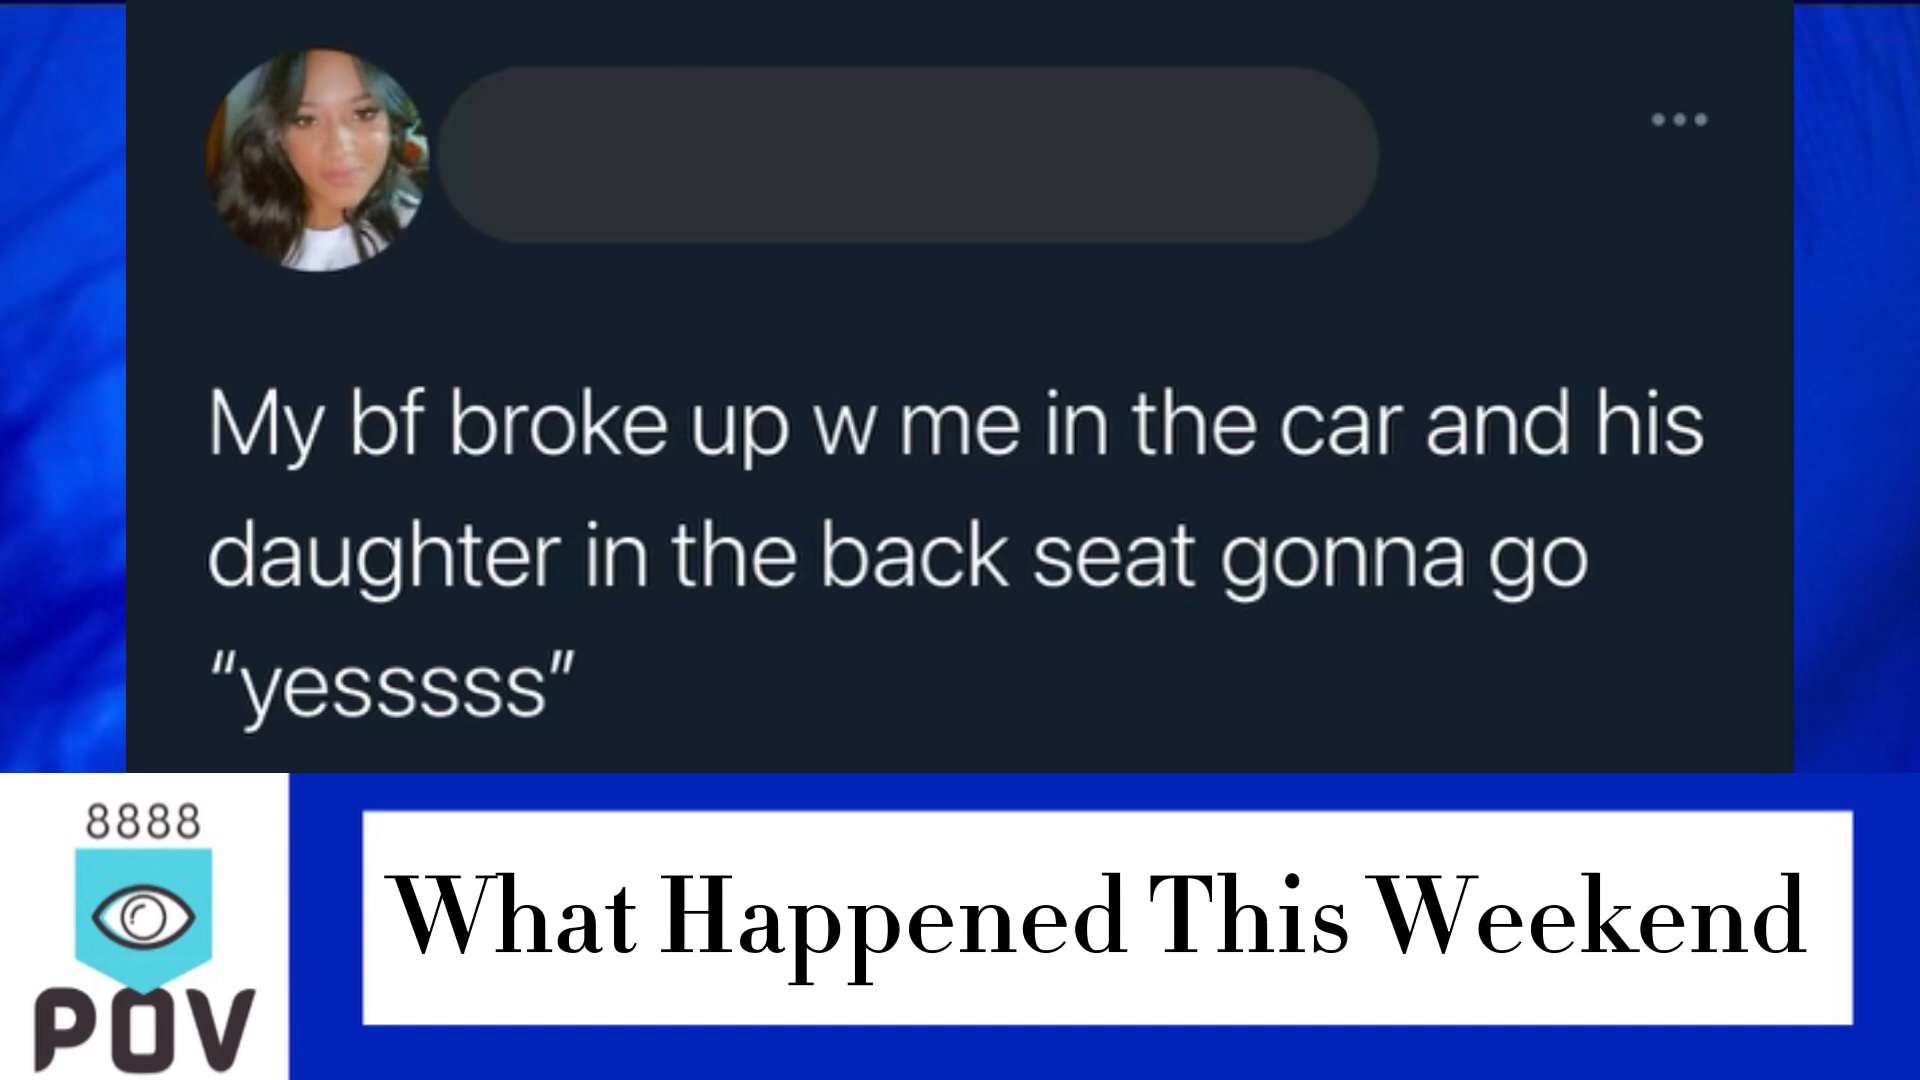 My bf broke up w me in the car and his
daughter in the back seat gonna go
“yesssss”
8888
POV
What Happened This Weekend